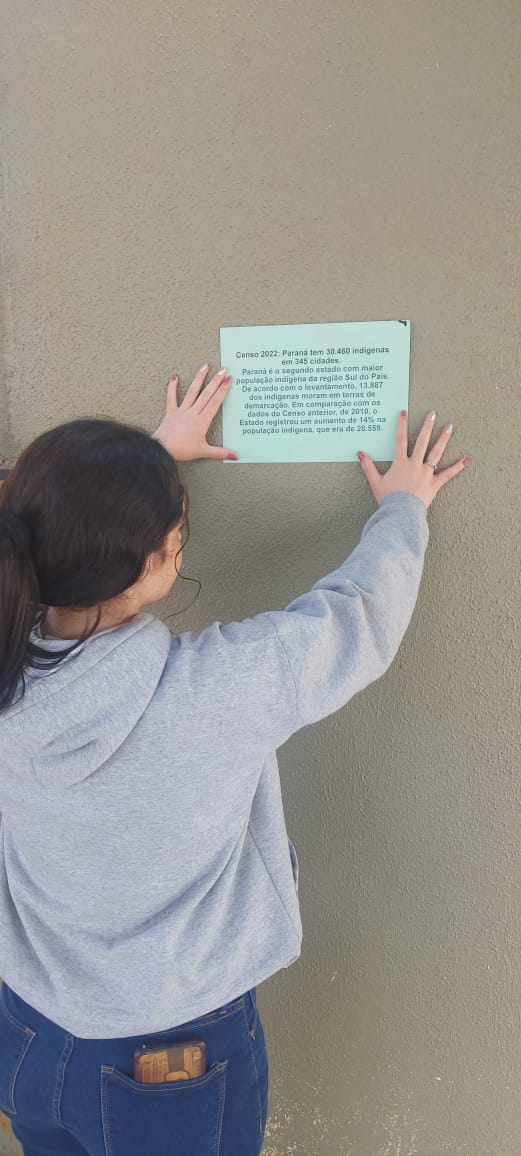 Censo 2022: Paraná tem 30.460 indígenas
em 345 cidades.
Paraná é o segundo estado com maior
população indígena da região Sul do País.
De acordo com o levantamento, 13.887
dos indígenas moram em terras de
demarcação. Em comparação com os
dados do Censo anterior, de 2010, o
Estado registrou um aumento de 14% na
população indígena, que era de 26.559.